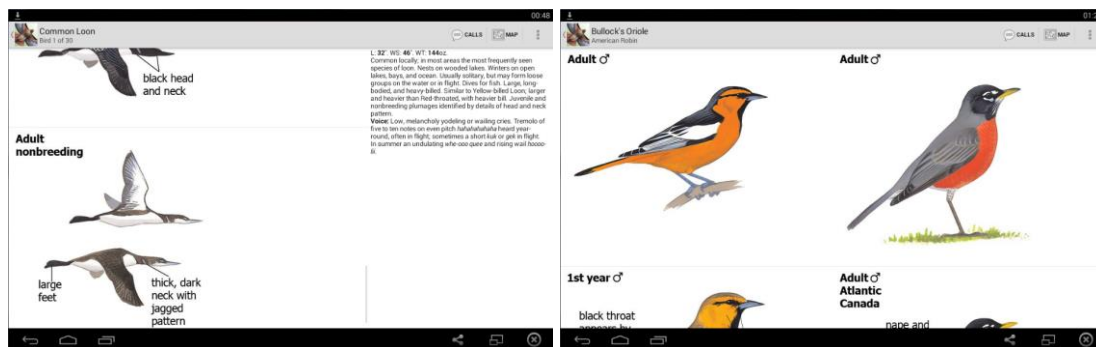 00:48
Common Loon
Bird 1 of 30
CALLS
MAP
black head
and neck
L: 32". WS: 46". WT: 144oz.
Common locally; in most areas the most frequently seen
species of loon. Nests on wooded lakes. Winters on open
lakes, bays, and ocean. Usually solitary, but may form loose
groups on the water or in flight. Dives for fish. Large, long-
bodied, and heavy-billed. Similar to Yellow-billed Loon; larger
and heavier than Red-throated, with heavier bill. Juvenile and
nonbreeding plumages identified by details of head and neck
pattern.
Voice: Low, melancholy yodeling or wailing cries. Tremolo of
five to ten notes on even pitch hahahahahaha heard year-
round, often in flight; sometimes a short kuk or gek in flight.
In summer an undulating whe-ooo quee and rising wail
Adult
nonbreeding
large
feet
thick, dark
neck with
jagged
pattern
Bullock's Oriole
American Robin
CALLS
MAP
Adult ♂
Adult ♂
1st year ♂
black throat
appears by
Adult ♂
Atlantic
Canada
nape and